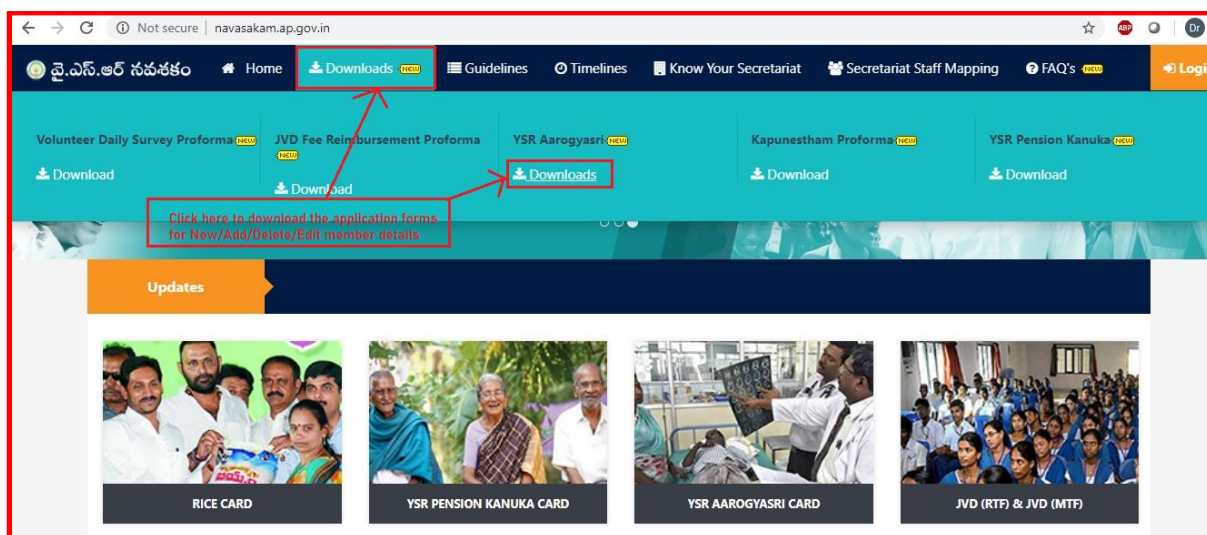 Not secure | navasakam.ap.gov.in ABP Dr
వై.ఎస్.ఆర్ నవశకం Home Downloads NEW Guidelines Timelines Know Your Secretariat Secretariat Staff Mapping FAQ's NEW Logi
Volunteer Daily Survey Proforma NEW JVD Fee Reimbursement Proforma YSR Aarogyasri NEW Kapunestham Proforma NEW YSR Pension Kanuka NEW
NEW
Download Download Downloads Download Download
Click here to download the application forms
for New/Add/Delete/Edit member details
Updates
RICE CARD YSR PENSION KANUKA CARD YSR AAROGYASRI CARD JVD (RTF) & JVD (MTF)